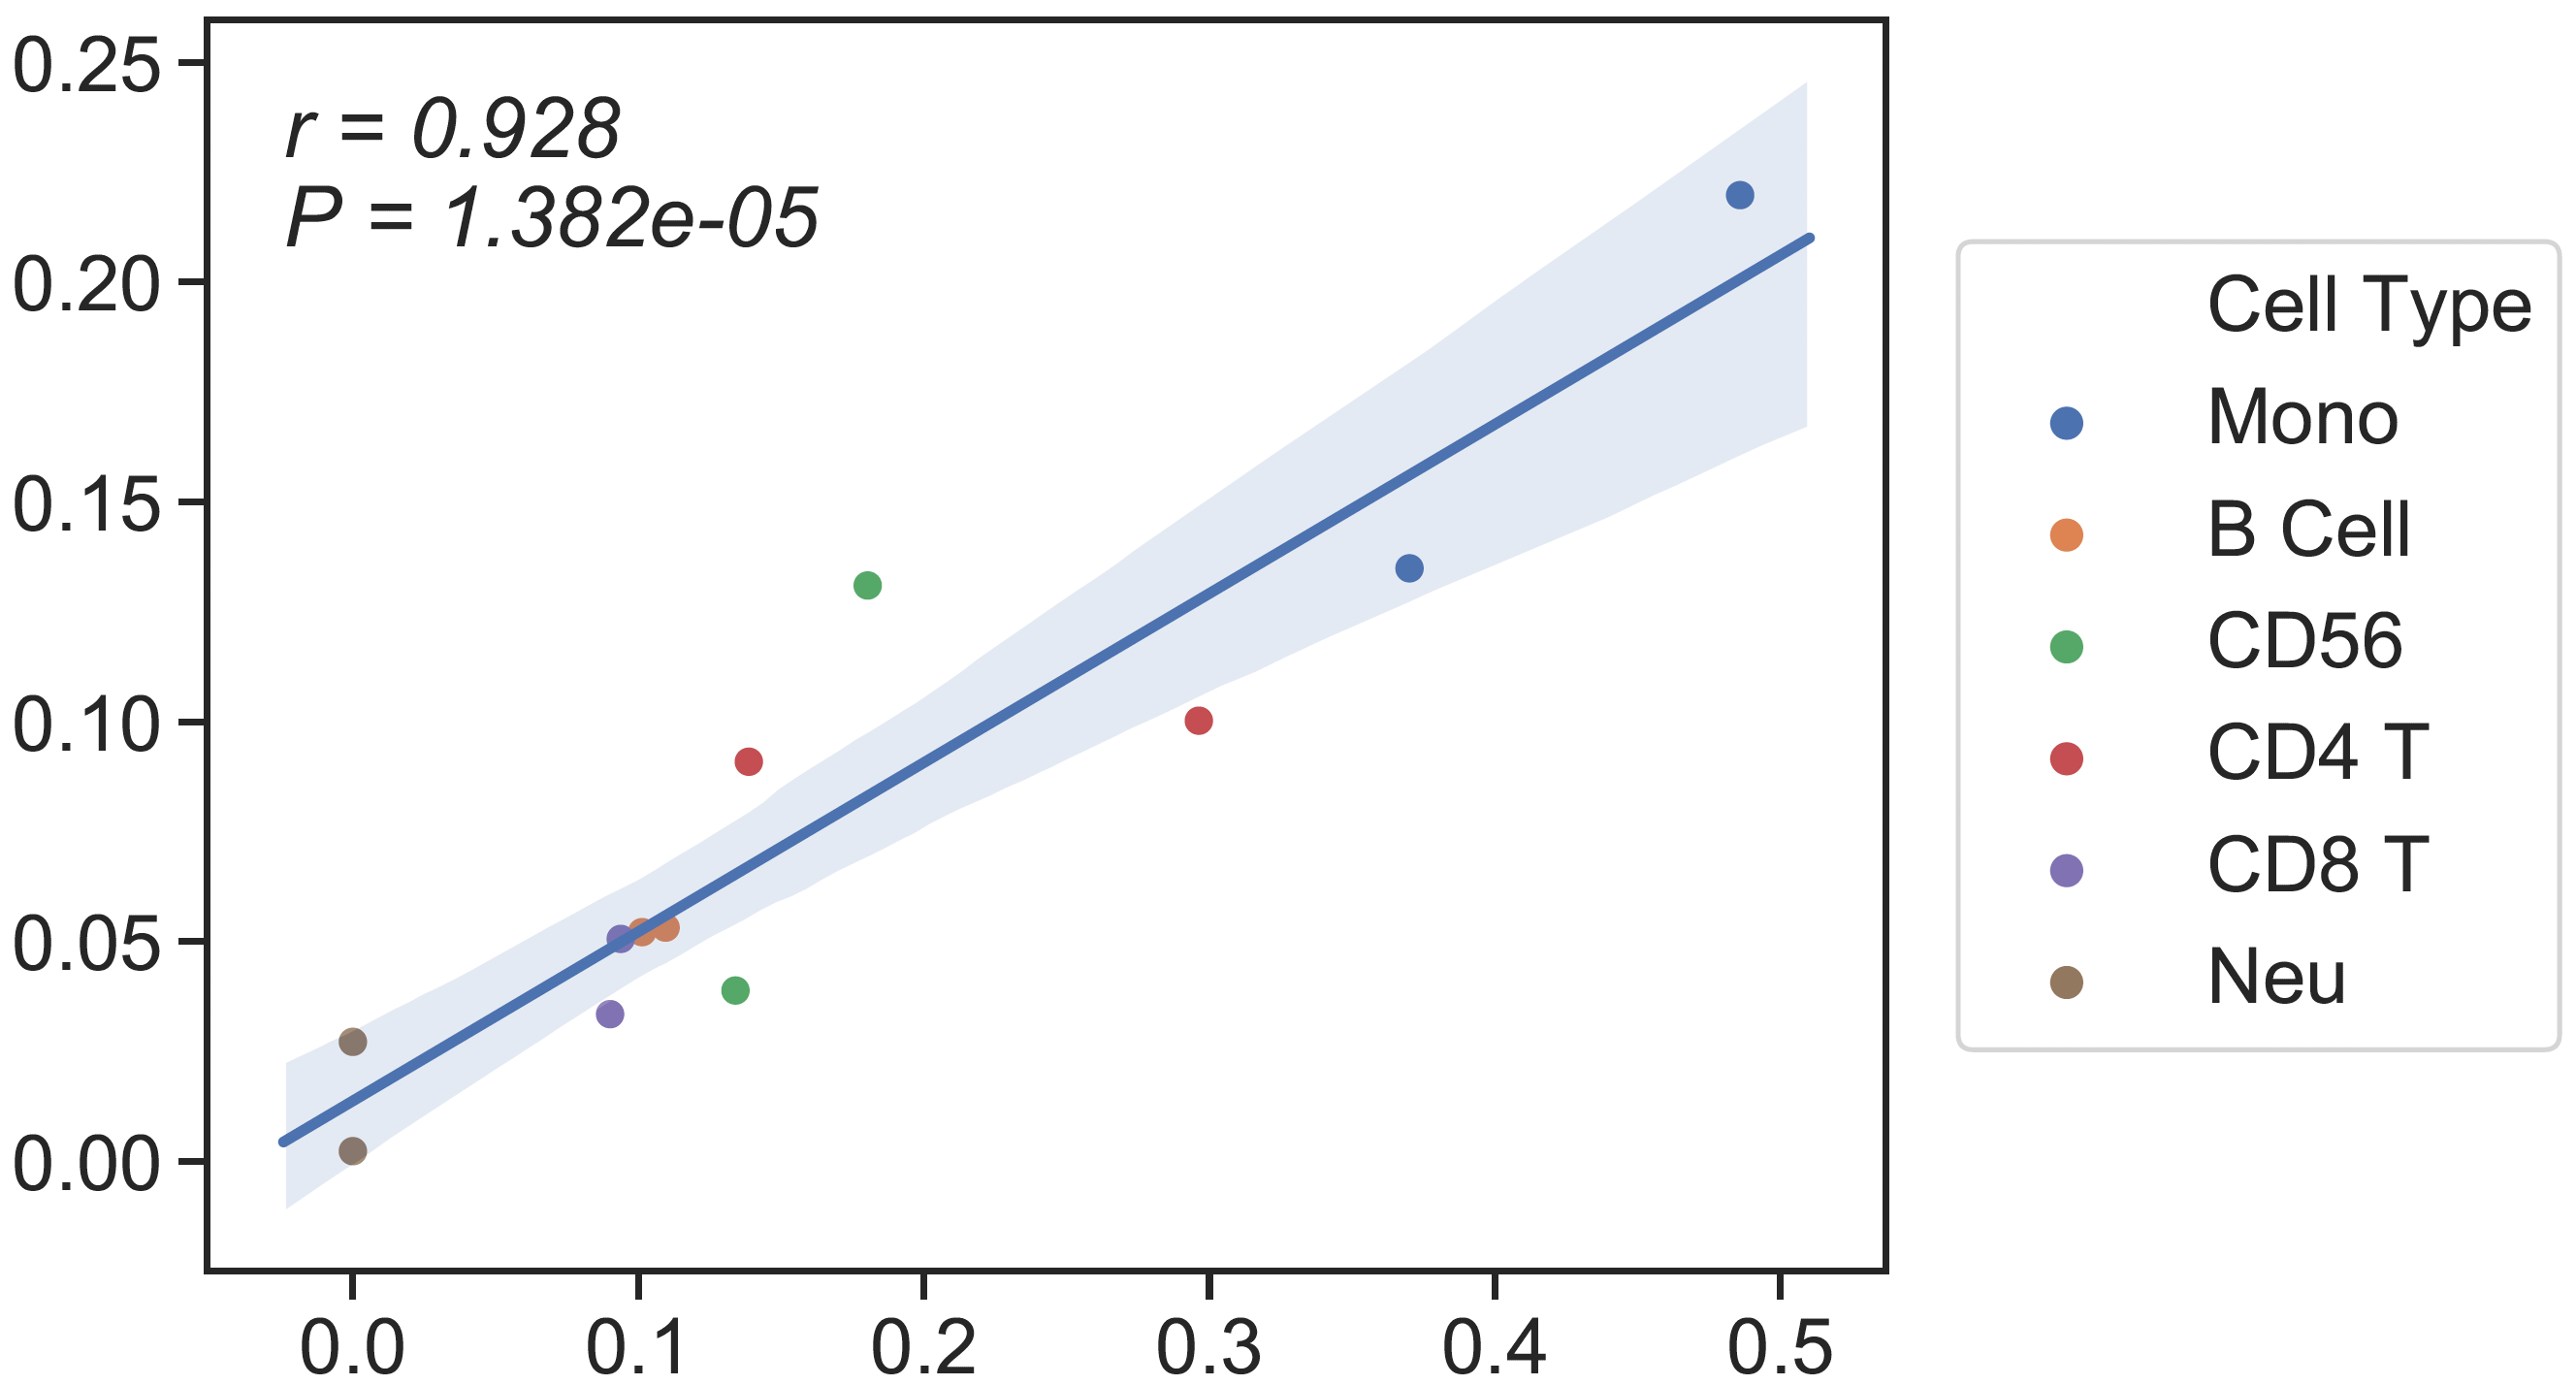 r = 0.928
P = 1.382e-05
0.25
0.20
0.15
0.10
0.05
0.00
0.0 0.1 0.2 0.3 0.4 0.5
Cell Type
Mono
B Cell
CD56
CD4 T
CD8 T
Neu